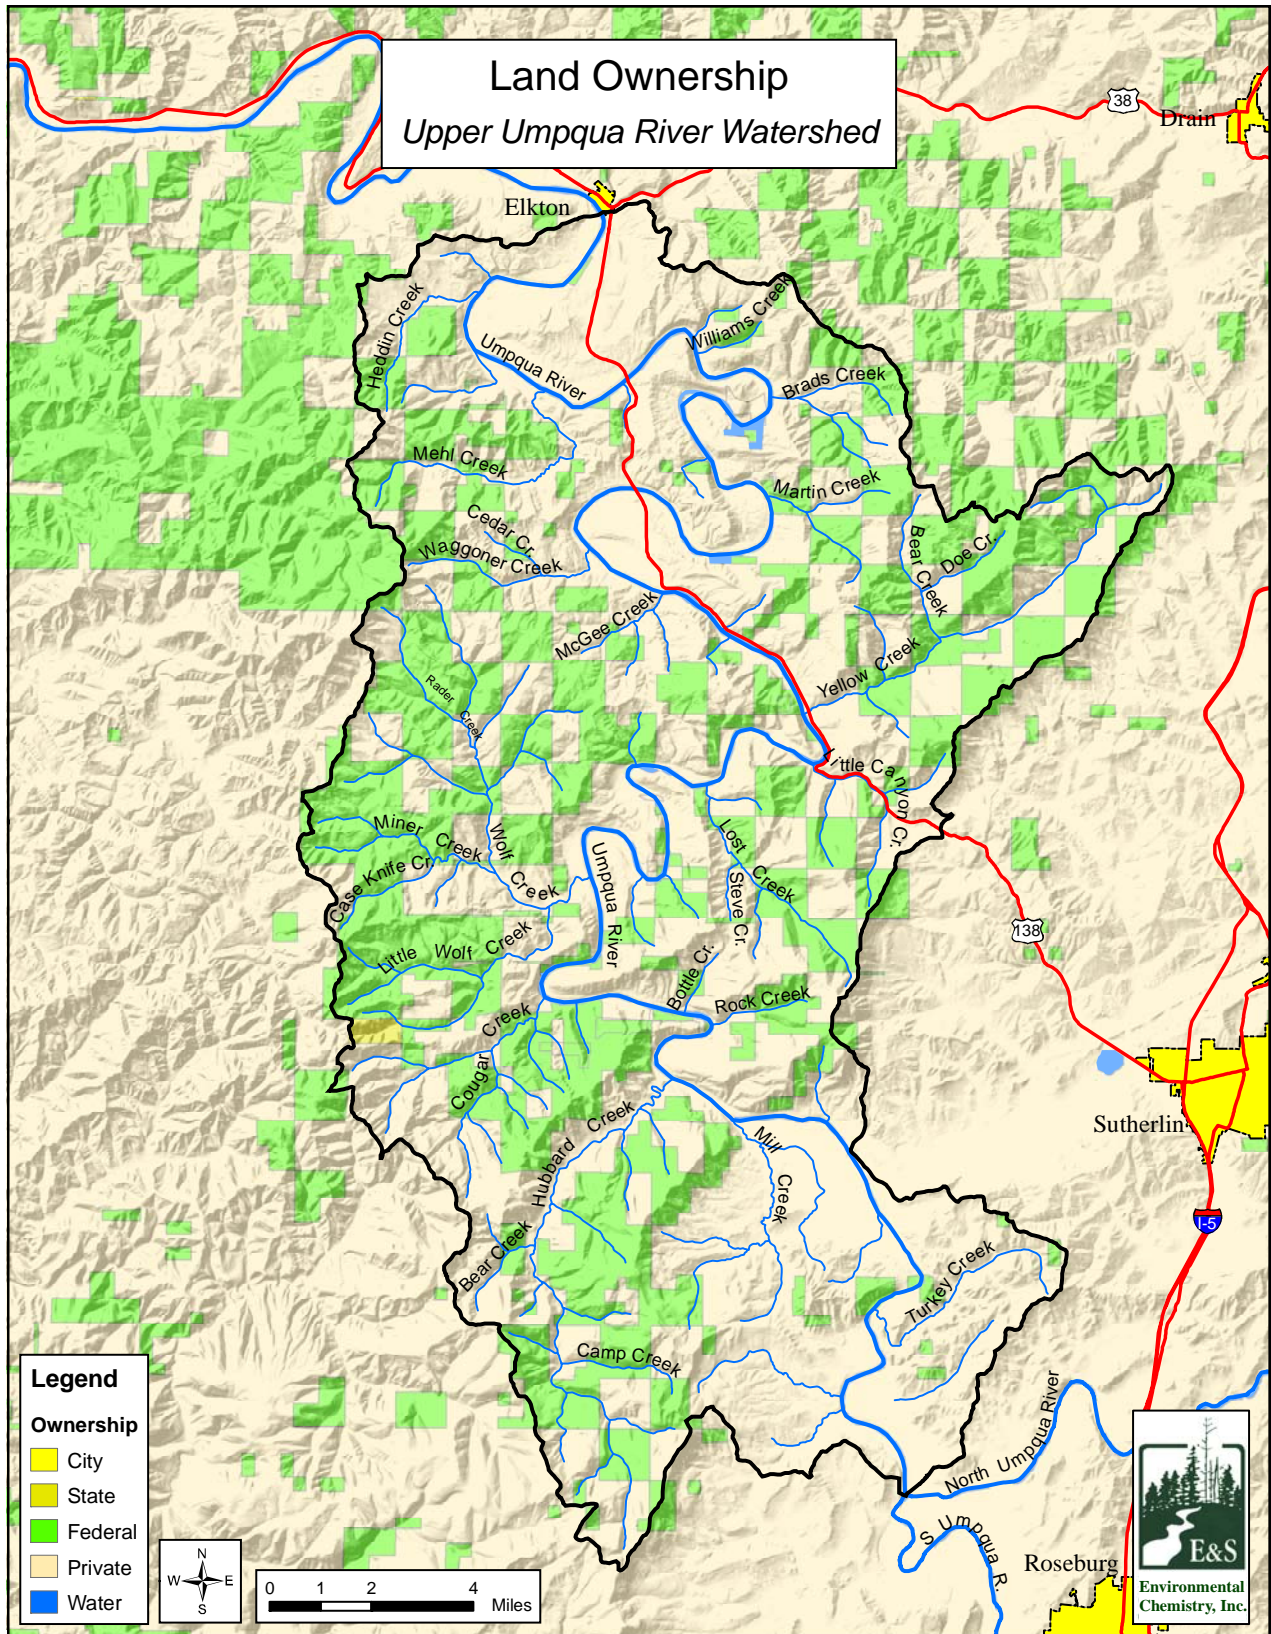 Land Ownership
Upper Umpqua River Watershed
38
Drain
Elkton
Heddin Creek
Umpqua River
Williams Creek
Brads Creek
Mehl Creek
Martin Creek
Cedar Cr.
Waggoner Creek
Bear Creek
Doe Cr.
McGee Creek
Yellow Creek
Rader Creek
Little Canyon Cr.
Miner Creek
Wolf Creek
Case Knife Cr.
Umpqua River
Lost Creek
Steve Cr.
Little Wolf Creek
138
Bottle Cr.
Rock Creek
Cougar Creek
Hubbard Creek
Mill Creek
Sutherlin
I-5
Bear Creek
Turkey Creek
Camp Creek
North Umpqua River
S Umpqua R.
Roseburg
Legend
Ownership
City
State
Federal
Private
Water
N
W E
S
0 1 2 4
Miles
E&S
Environmental
Chemistry, Inc.